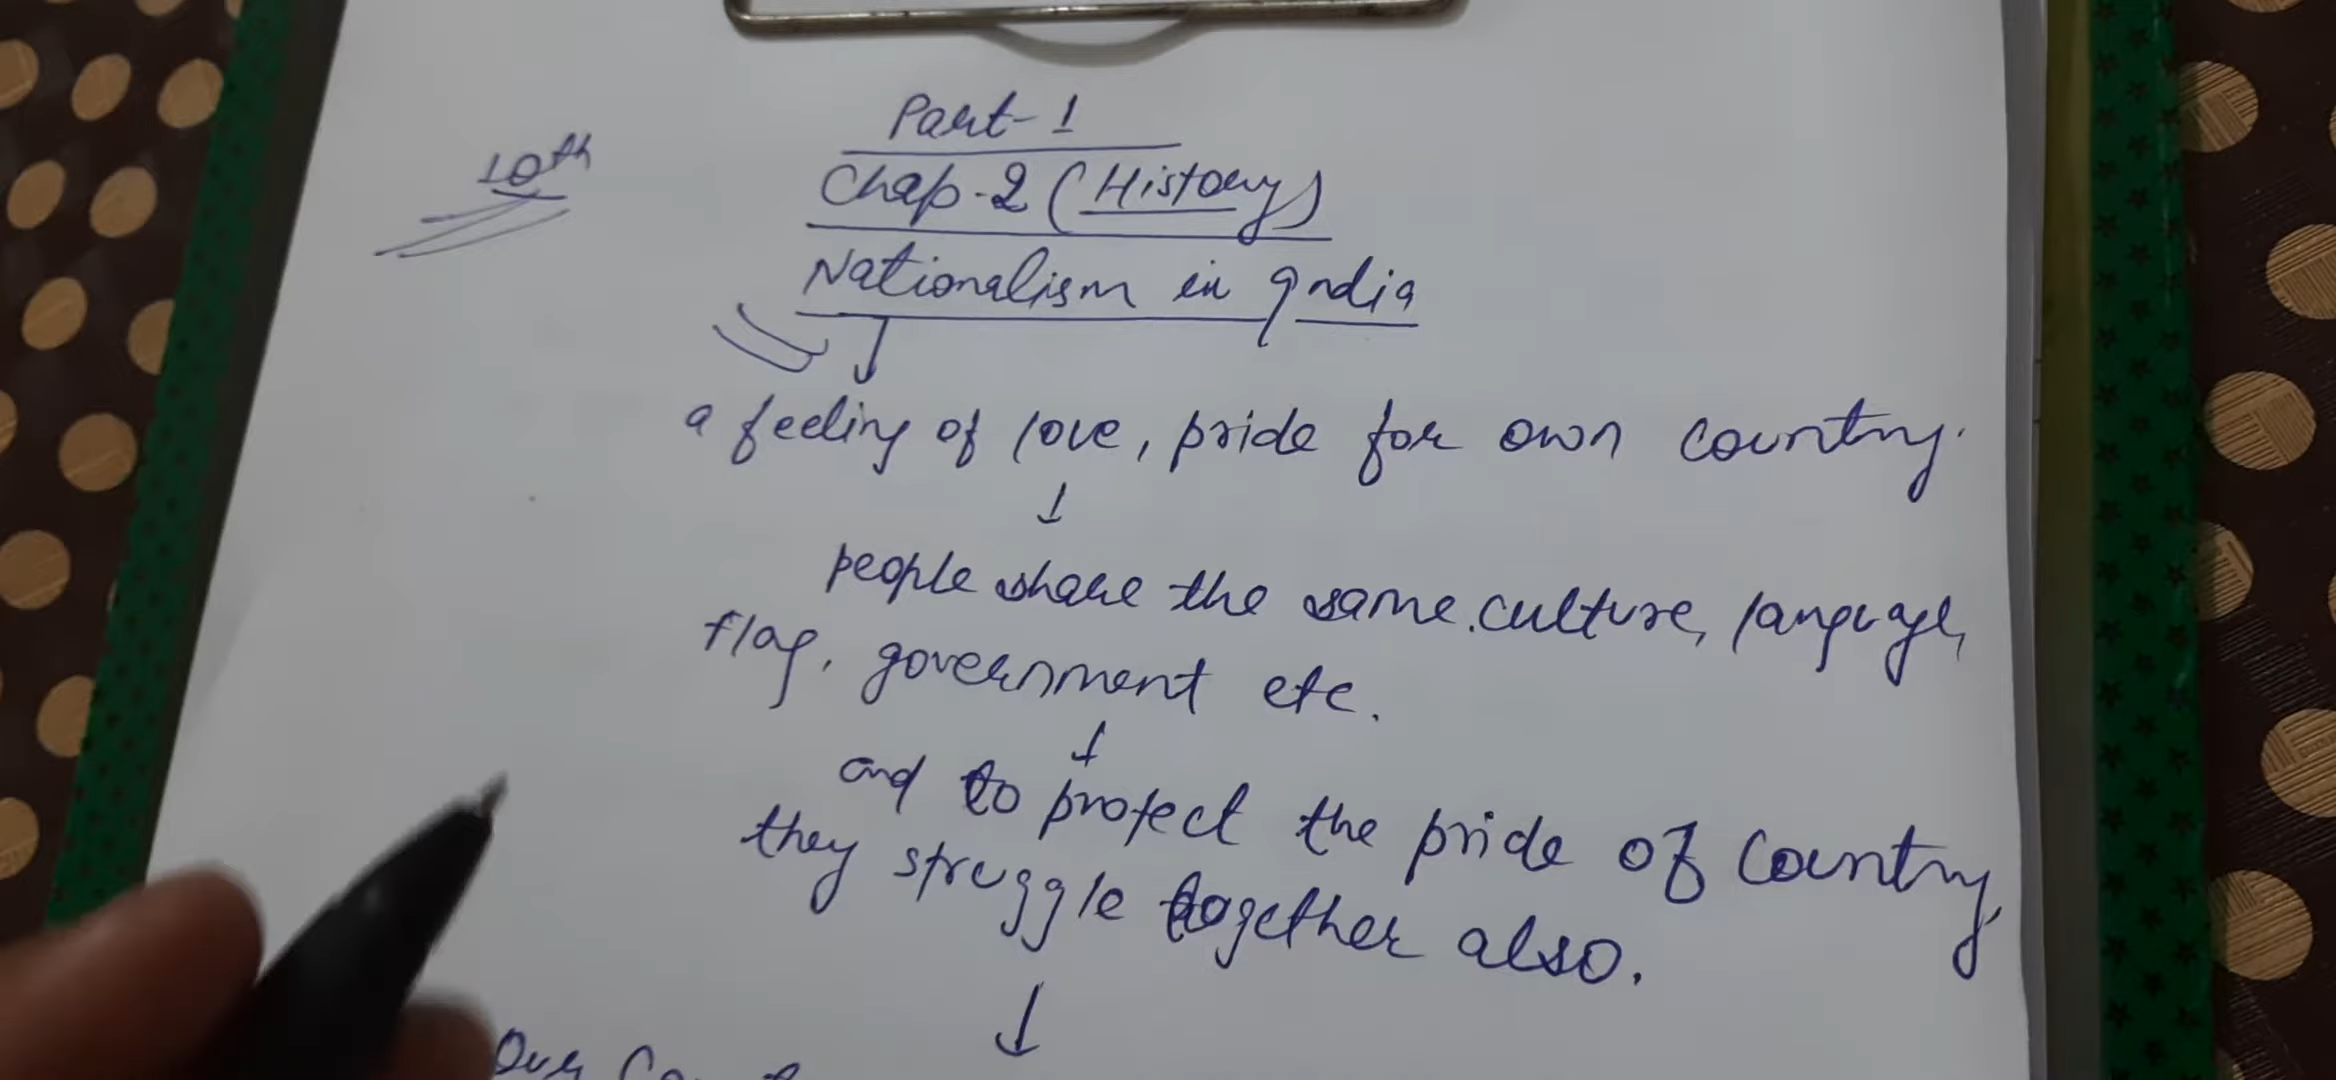 Part-1
10th
Chap-2 (History)
Nationalism in India
a feeling of love, pride for own country.
people share the same culture, language,
flag, government etc.
and to protect the pride of Country,
they struggle together also.
Our